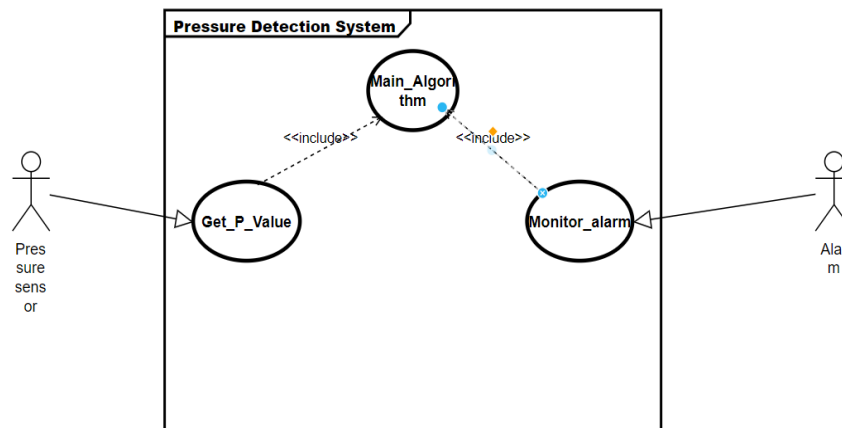 Pressure Detection System
Main_Algori
thm
<<include>>
<<include>>
Get_P_Value
Monitor_alarm
Pres
sure
sens
or
Ala
m